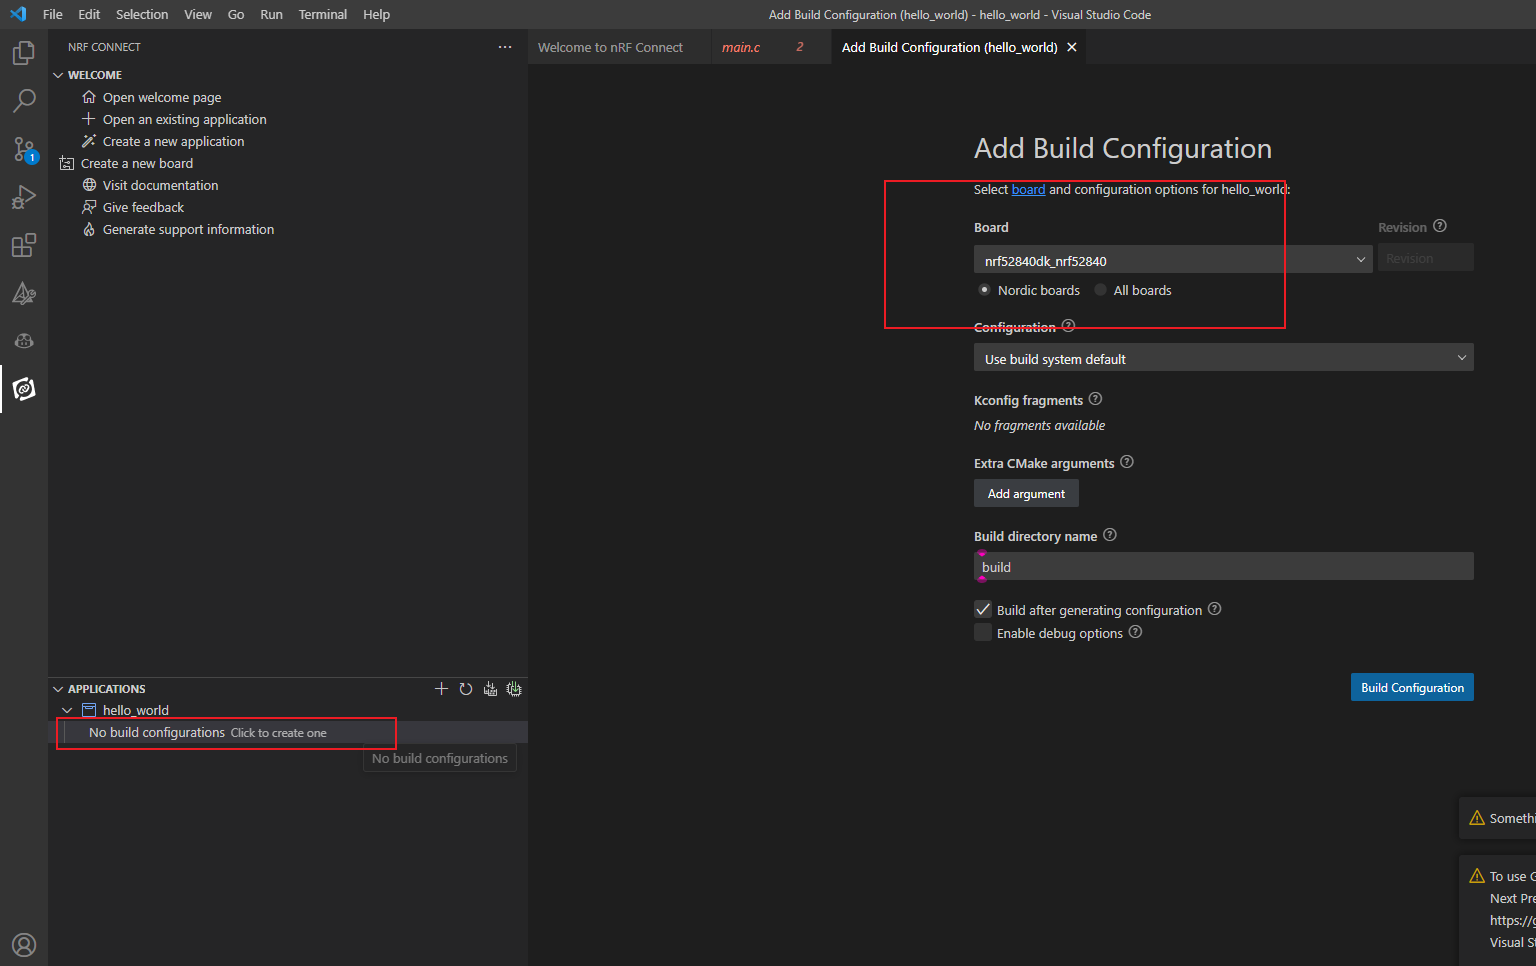 File Edit Selection View Go Run Terminal Help
Add Build Configuration (hello_world) - hello_world - Visual Studio Code
NRF CONNECT
WELCOME
Open welcome page
Open an existing application
Create a new application
Create a new board
Visit documentation
Give feedback
Generate support information
1
APPLICATIONS
hello_world
No build configurations Click to create one
No build configurations
Welcome to nRF Connect
main.c 2
Add Build Configuration (hello_world)
Add Build Configuration
Select board and configuration options for hello_world:
Board
Revision
nrf52840dk_nrf52840
Revision
Nordic boards All boards
Configuration
Use build system default
Kconfig fragments
No fragments available
Extra CMake arguments
Add argument
Build directory name
build
Build after generating configuration
Enable debug options
Build Configuration
Somethi
To use G
Next Pre
https://g
Visual St